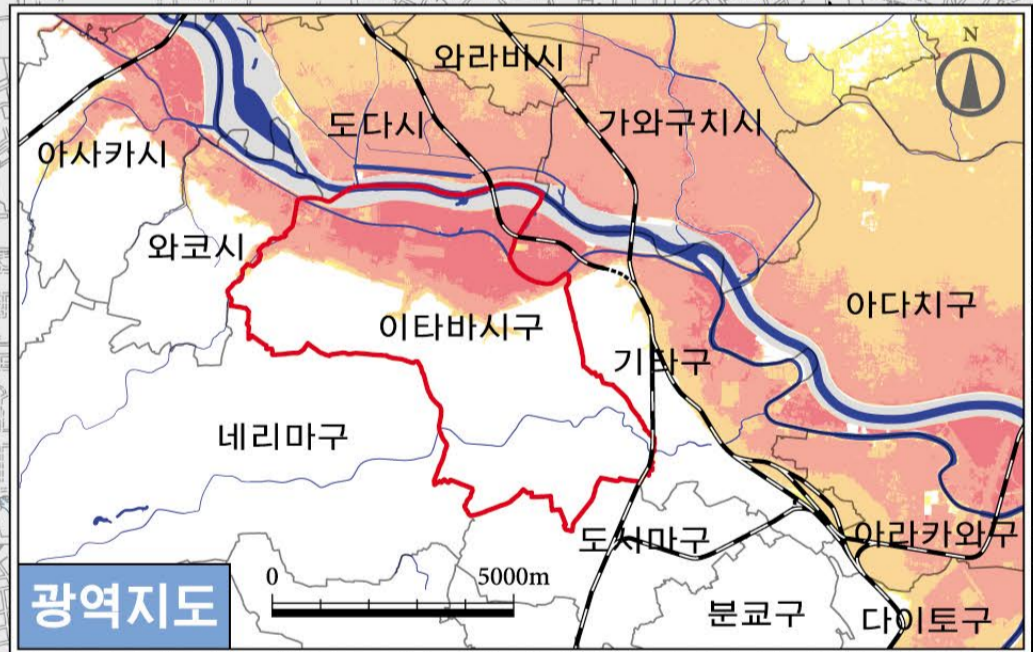 와라바시
N
도다시
가와구치시
아사카시
와코시
이타바시구
아다치구
기타구
네리마구
도시마구
아라카와구
분쿄구
다이토구
0
5000m
광역지도